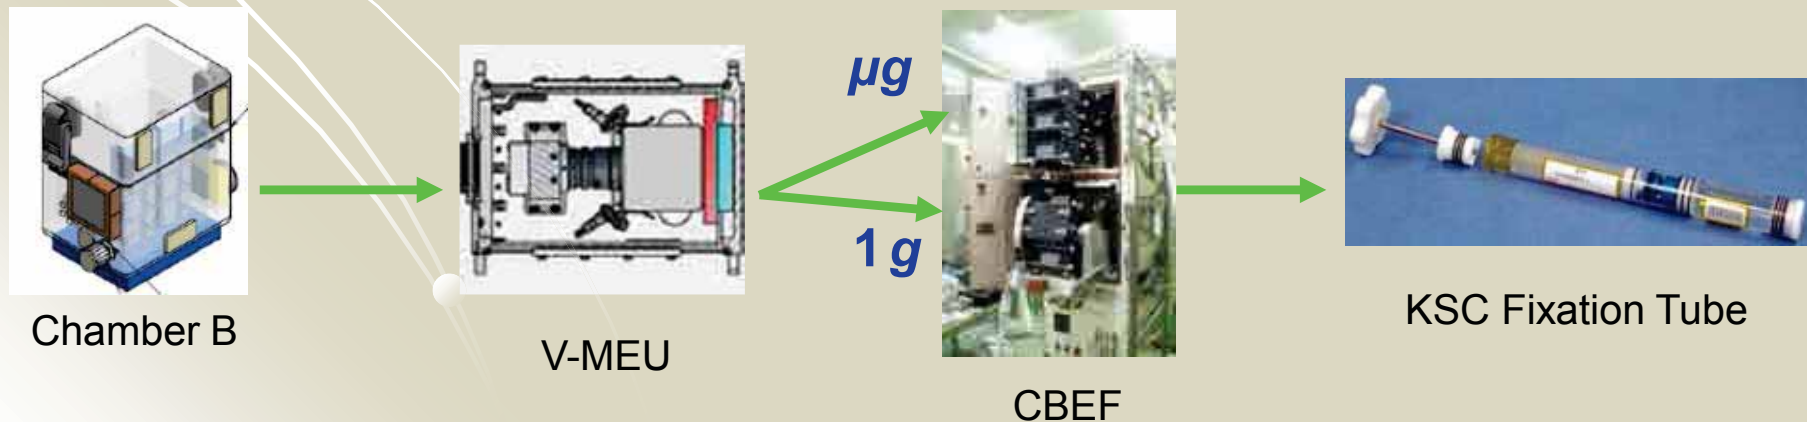 µg
1 g
Chamber B
V-MEU
CBEF
KSC Fixation Tube